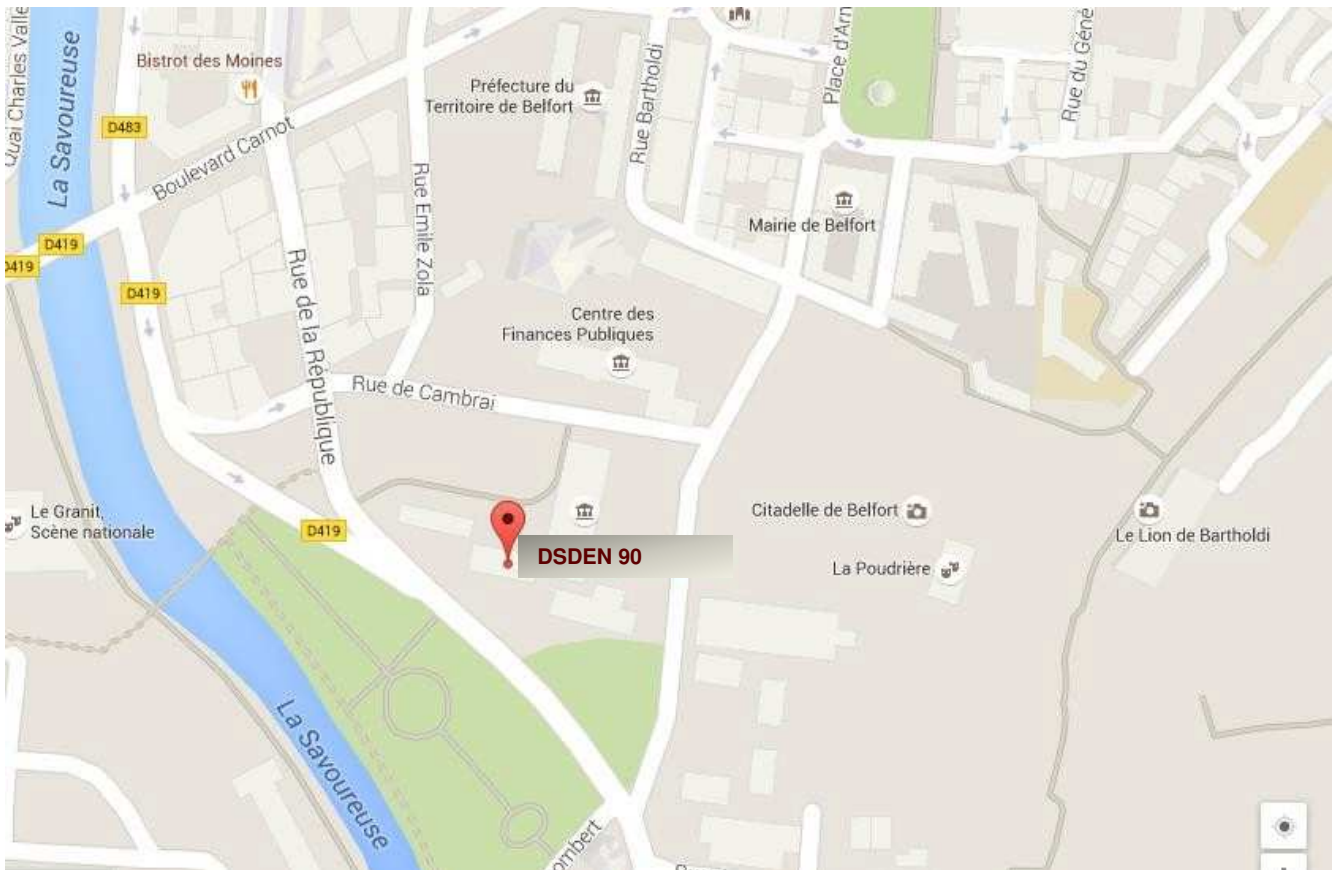 Quai Charles Valle
La Savoureuse
Bistrot des Moines
D483
Boulevard Carnot
D419
D419
D419
Rue de la République
Rue Emile Zola
Préfecture du
Territoire de Belfort
Rue Bartholdi
Place d'Arm
Rue du Géné
Mairie de Belfort
Centre des
Finances Publiques
Rue de Cambrai
Le Granit,
Scène nationale
D419
DSDEN 90
Citadelle de Belfort
La Poudrière
Le Lion de Bartholdi
La Savoureuse
ombert